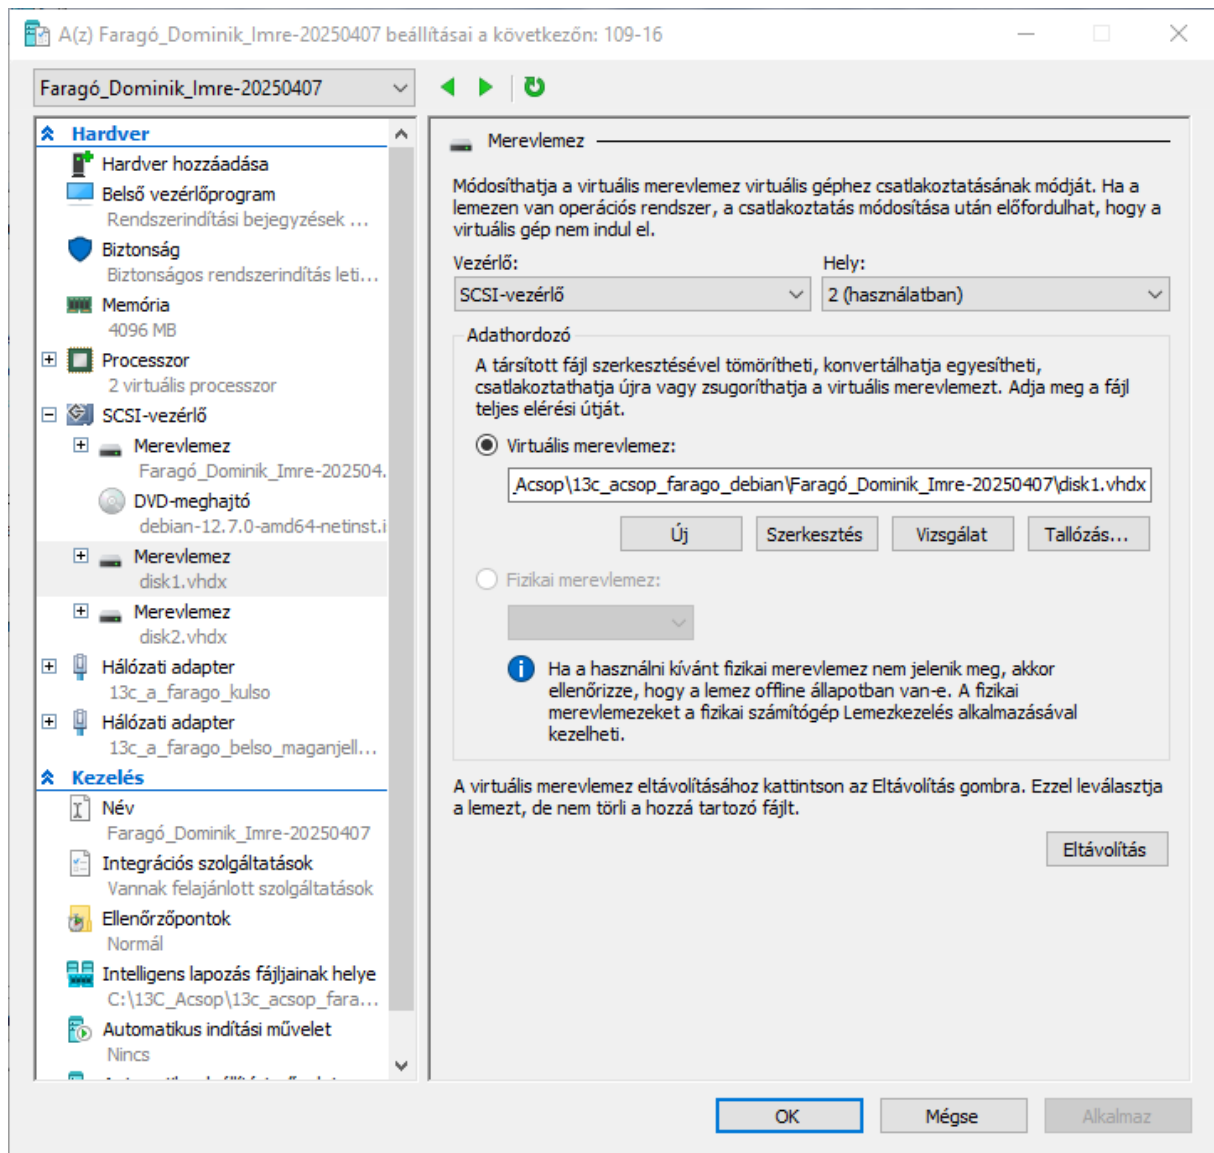 A(z) Faragó_Dominik_Imre-20250407 beállításai a következőn: 109-16
Faragó_Dominik_Imre-20250407
Hardver
Hardver hozzáadása
Belső vezérlőprogram
Rendszerindítási bejegyzések ...
Biztonság
Biztonságos rendszerindítás leti...
Memória
4096 MB
Processzor
2 virtuális processzor
SCSI-vezérlő
Merevlemez
Faragó_Dominik_Imre-202504.
DVD-meghajtó
debian-12.7.0-amd64-netinst.i
Merevlemez
disk1.vhdx
Merevlemez
disk2.vhdx
Hálózati adapter
13c_a_farago_kulso
Hálózati adapter
13c_a_farago_belso_maganjell...
Kezelés
Név
Faragó_Dominik_Imre-20250407
Integrációs szolgáltatások
Vannak felajánlott szolgáltatások
Ellenőrzőpontok
Normál
Intelligens lapozás fájljainak helye
C:\13C_Acsop\13c_acsop_fara...
Automatikus indítási művelet
Nincs
Merevlemez
Módosíthatja a virtuális merevlemez virtuális géphez csatlakoztatásának módját. Ha a
lemezen van operációs rendszer, a csatlakoztatás módosítása után előfordulhat, hogy a
virtuális gép nem indul el.
Vezérlő:
Hely:
SCSI-vezérlő
2 (használatban)
Adathordozó
A társított fájl szerkesztésével tömörítheti, konvertálhatja egyesítheti,
csatlakoztathatja újra vagy zsugoríthatja a virtuális merevlemezt. Adja meg a fájl
teljes elérési útját.
Virtuális merevlemez:
_Acsop\13c_acsop_farago_debian\Faragó_Dominik_Imre-20250407\disk1.vhdx
Új
Szerkesztés
Vizsgálat
Tallózás...
Fizikai merevlemez:
Ha a használni kívánt fizikai merevlemez nem jelenik meg, akkor
ellenőrizze, hogy a lemez offline állapotban van-e. A fizikai
merevlemezeket a fizikai számítógép Lemezkezelés alkalmazásával
kezelheti.
A virtuális merevlemez eltávolításához kattintson az Eltávolítás gombra. Ezzel leválasztja
a lemezt, de nem törli a hozzá tartozó fájlt.
Eltávolítás
OK
Mégse
Alkalmaz